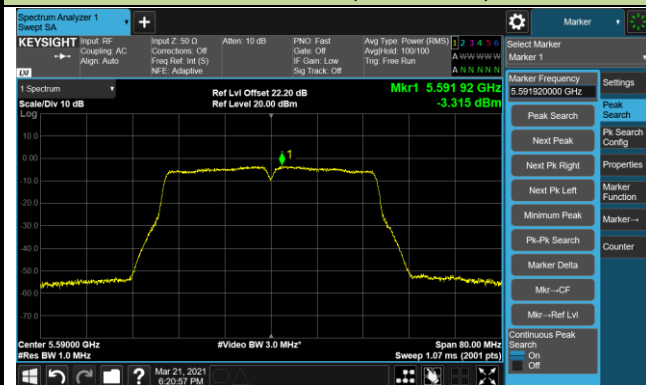 Spectrum Analyzer 1
Swept SA
+
Marker
KEYSIGHT
LXI
Input: RF
Coupling: AC
Align: Auto
Input Z: 50 Ω
Corrections: Off
Freq Ref: Int (S)
NFE: Adaptive
Atten: 10 dB
PNO: Fast
Gate: Off
IF Gain: Low
Sig Track: Off
Avg Type: Power (RMS)
Avg|Hold: 100/100
Trig: Free Run
1 2 3 4 5 6
A W W W W W
A N N N N N
Select Marker
Marker 1
1 Spectrum
Scale/Div 10 dB
Log
Ref Lvl Offset 22.20 dB
Ref Level 20.00 dBm
Mkr1 5.591 92 GHz
-3.315 dBm
10.0
0.00
-10.0
-20.0
-30.0
-40.0
-50.0
-60.0
-70.0
1
Center 5.59000 GHz
#Res BW 1.0 MHz
#Video BW 3.0 MHz*
Span 80.00 MHz
Sweep 1.07 ms (2001 pts)
Marker Frequency
5.591920000 GHz
Peak Search
Next Peak
Next Pk Right
Next Pk Left
Minimum Peak
Pk-Pk Search
Marker Delta
Mkr→CF
Mkr→Ref Lvl
Continuous Peak
Search
On
Off
Settings
Peak
Search
Pk Search
Config
Properties
Marker
Function
Marker→
Counter
?
Mar 21, 2021
6:20:57 PM